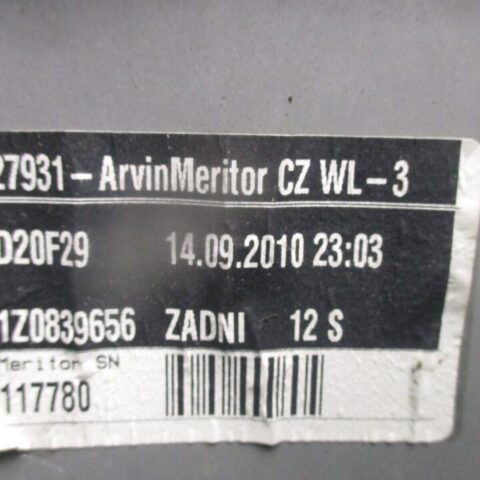 27931 - ArvinMeritor CZ WL - 3
D20F29 14.09.2010 23:03
1Z0839656 ZADNI 12 S
Meritor SN
117780